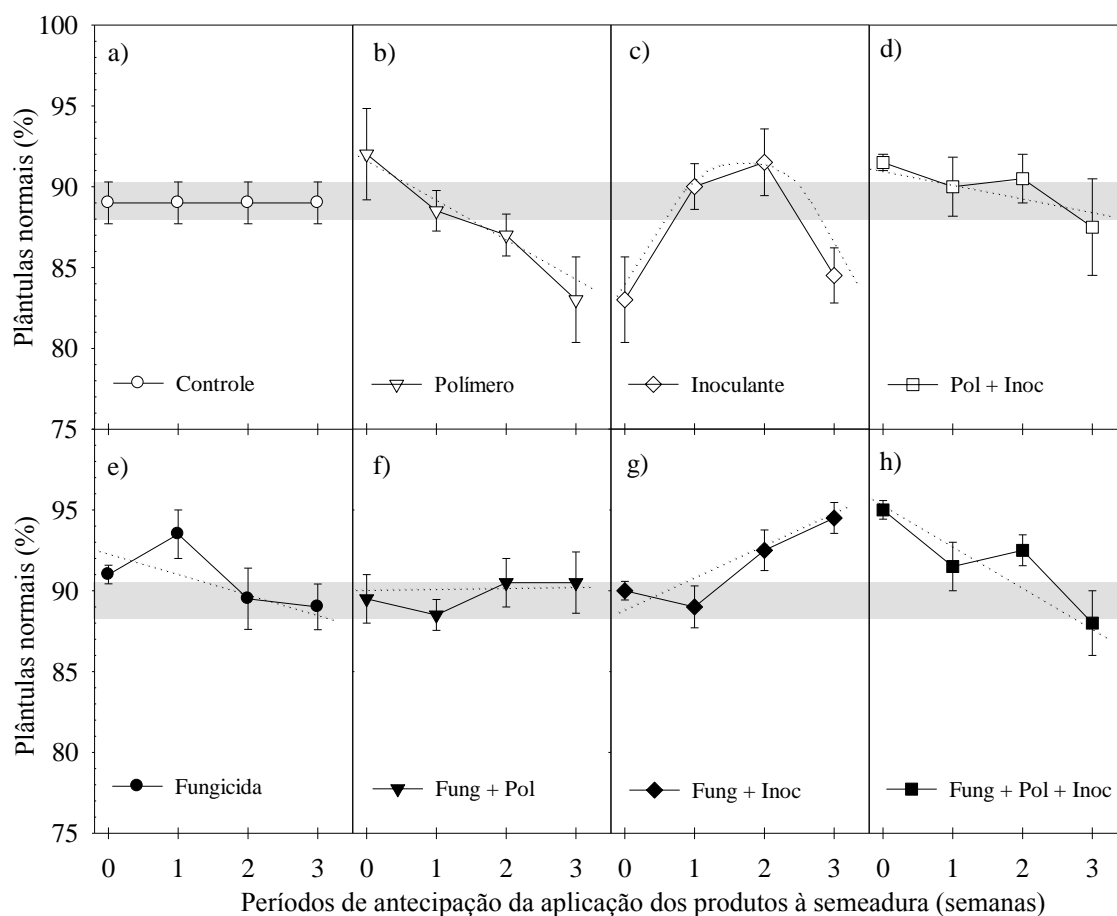 Plântulas normais (%)
100
95
90
85
80
75
a)
b)
c)
d)
Controle
Polímero
Inoculante
Pol + Inoc
Plântulas normais (%)
95
90
85
80
75
e)
f)
g)
h)
Fungicida
Fung + Pol
Fung + Inoc
Fung + Pol + Inoc
0 1 2 3 0 1 2 3 0 1 2 3 0 1 2 3
Períodos de antecipação da aplicação dos produtos à semeadura (semanas)